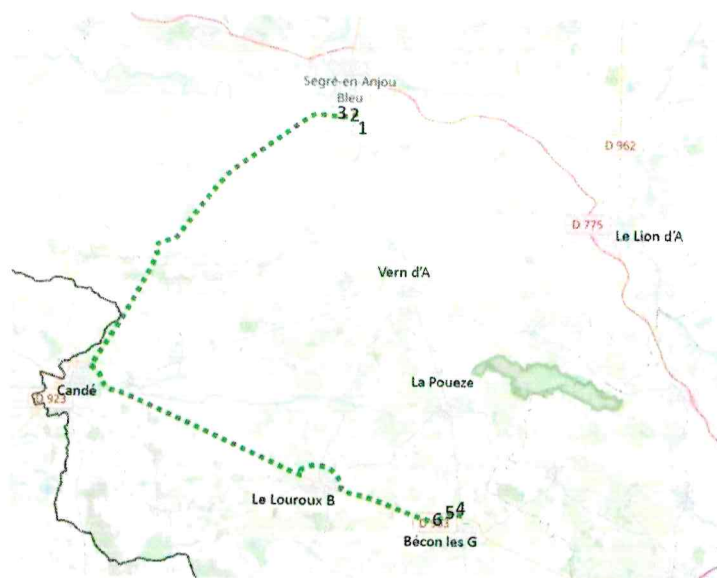 Segré-en-Anjou
Bleu
3 2
1
D 962
D 775
Le Lion d'A
Vern d'A
La Poueze
Candé
D 923
Le Louroux B
6 5 4
Bécon les G